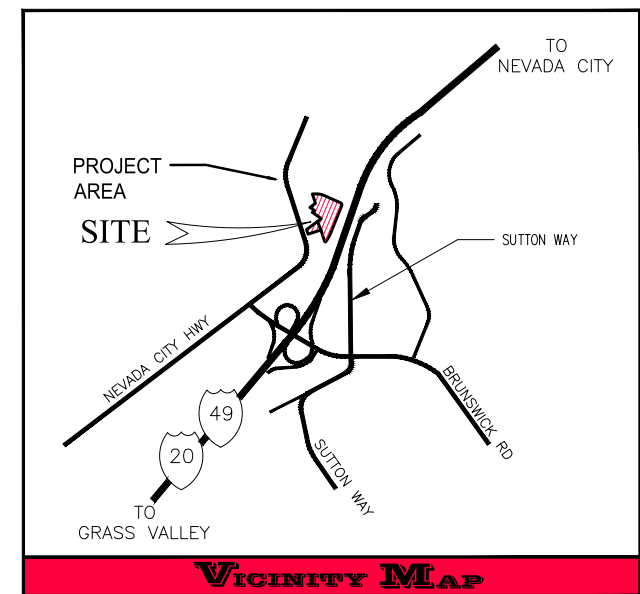 TO
NEVADA CITY
PROJECT
AREA
SITE
SUTTON WAY
NEVADA CITY HWY
BRUNSWICK RD
49
20
SUTTON WAY
TO
GRASS VALLEY
VICINITY MAP